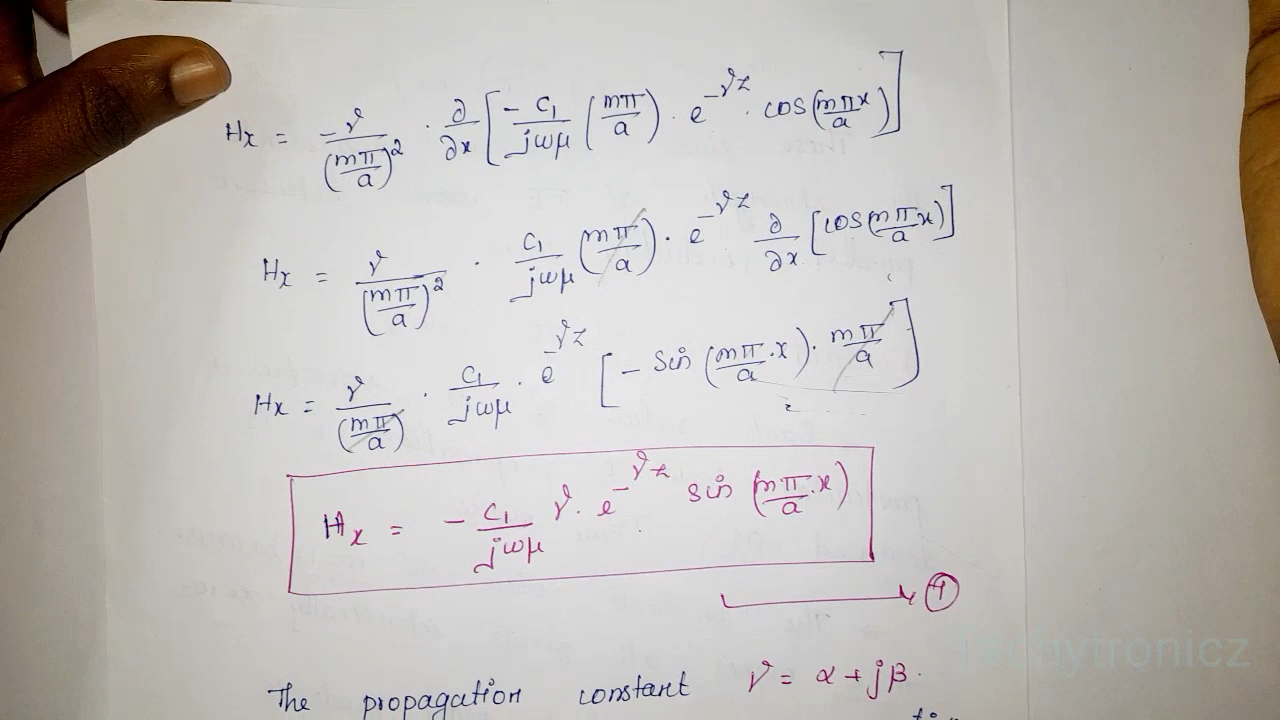 Hx = -γ/(mπ/a)² · ∂/∂x [ - C₁/jωμ (mπ/a) · e^-γz · cos(mπx/a) ]
Hx = γ/(mπ/a)² · C₁/jωμ (mπ/a) · e^-γz ∂/∂x [cos(mπ/a x)]
Hx = γ/(mπ/a) · C₁/jωμ · e^-γz [ - sin (mπ/a · x) · mπ/a ]
Hx = - C₁/jωμ γ · e^-γz sin (mπ/a · x)
The propagation constant γ = α + jβ.
Techytronicz